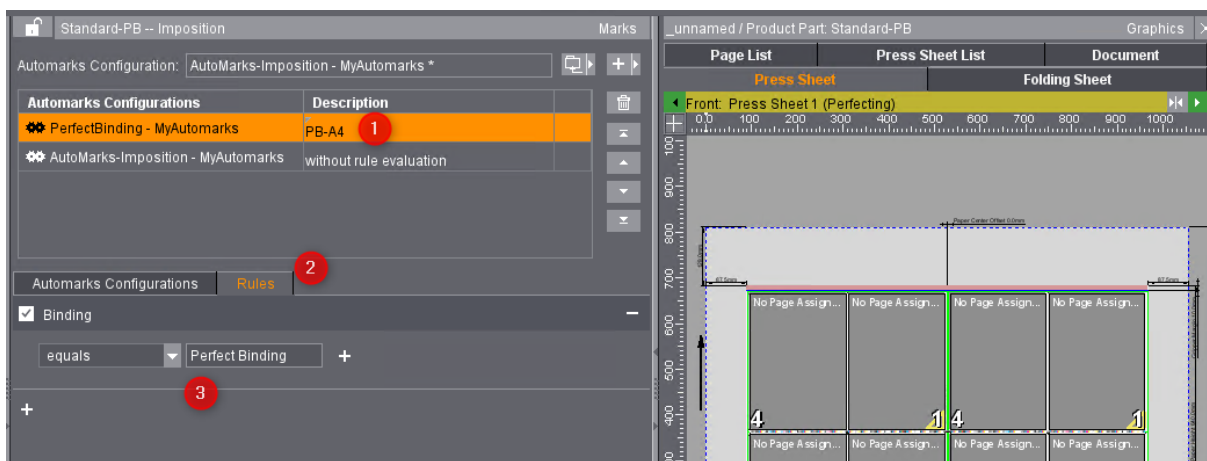 Standard-PB -- Imposition
Marks
Automarks Configuration:
AutoMarks-Imposition - MyAutomarks *
Automarks Configurations
Description
PerfectBinding - MyAutomarks
PB-A4
1
AutoMarks-Imposition - MyAutomarks
without rule evaluation
Automarks Configurations
Rules
2
Binding
equals
Perfect Binding
3
_unnamed / Product Part: Standard-PB
Graphics
Page List
Press Sheet List
Document
Press Sheet
Folding Sheet
Front: Press Sheet 1 (Perfecting)
0 100 200 300 400 500 600 700 800 900 1000
100
900
800
700
600
500
400
Paper Center Offset 0.0mm
67.5mm
67.5mm
No Page Assign...
No Page Assign...
No Page Assign...
No Page Assign...
4
1
4
1
No Page Assign...
No Page Assign...
No Page Assign...
No Page Assign...